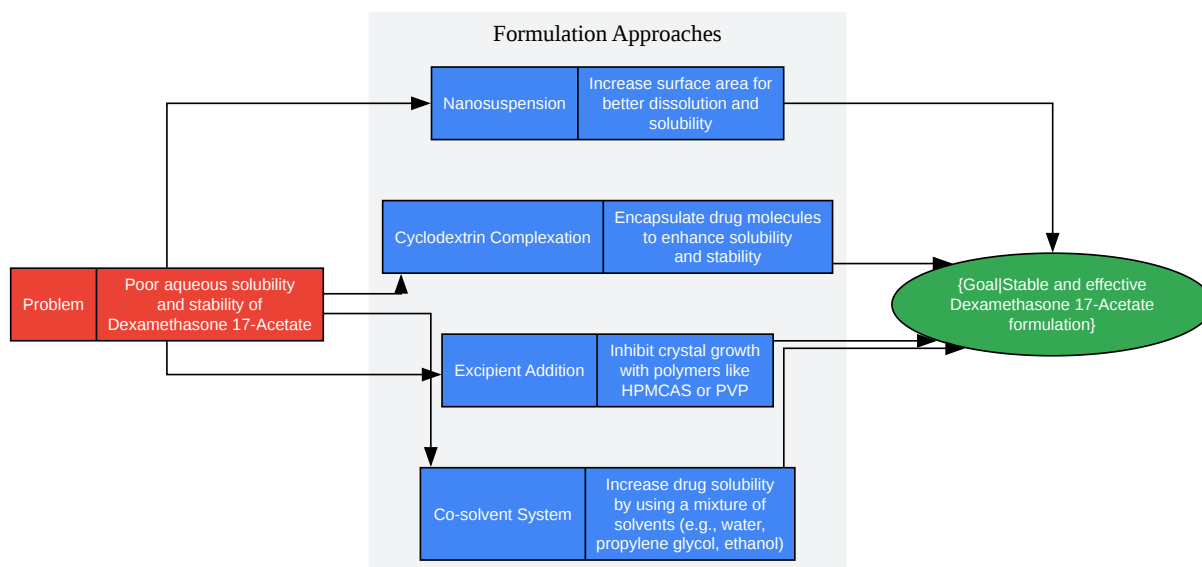 Formulation Approaches
Nanosuspension
Increase surface area for
better dissolution and
solubility
Cyclodextrin Complexation
Encapsulate drug molecules
to enhance solubility
and stability
Problem
Poor aqueous solubility
and stability of
Dexamethasone 17-Acetate
{Goal|Stable and effective
Dexamethasone 17-Acetate
formulation}
Excipient Addition
Inhibit crystal growth
with polymers like
HPMCAS or PVP
Co-solvent System
Increase drug solubility
by using a mixture of
solvents (e.g., water,
propylene glycol, ethanol)